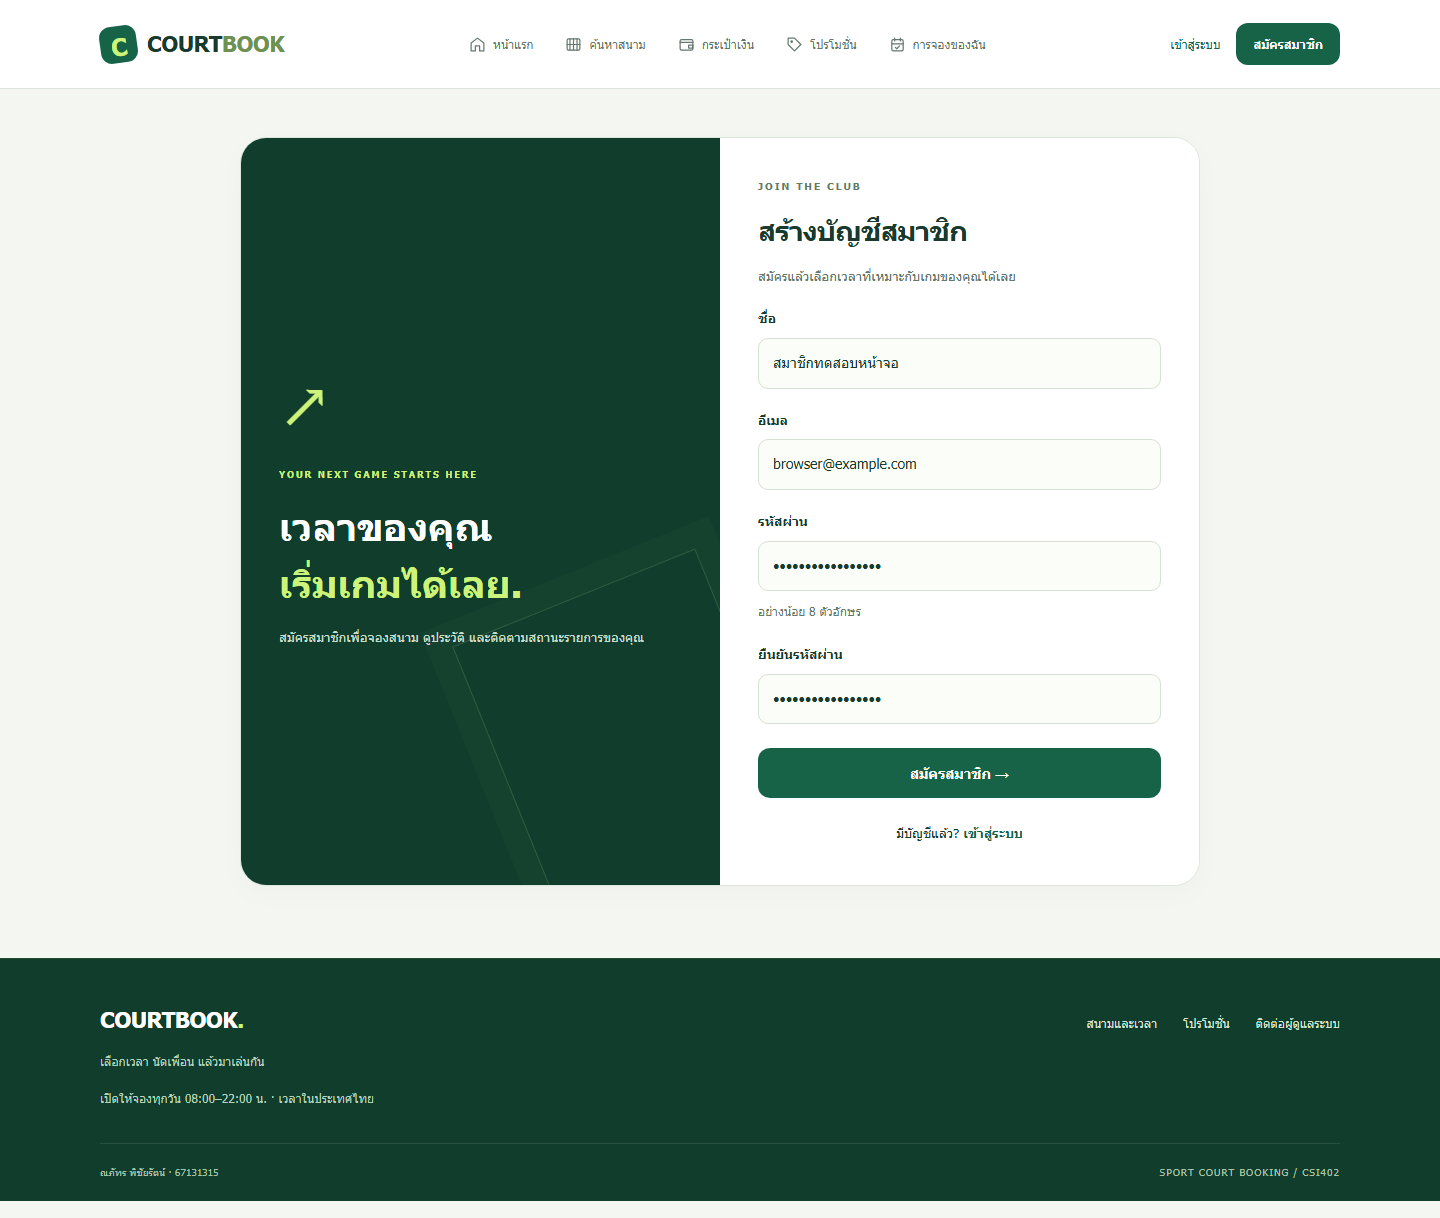 C COURTBOOK
หน้าแรก
ค้นหาสนาม
กระเป๋าเงิน
โปรโมชั่น
การจองของฉัน
เข้าสู่ระบบ
สมัครสมาชิก
↗
YOUR NEXT GAME STARTS HERE
เวลาของคุณ
เริ่มเกมได้เลย.
สมัครสมาชิกเพื่อจองสนาม ดูประวัติ และติดตามสถานะรายการของคุณ
JOIN THE CLUB
สร้างบัญชีสมาชิก
สมัครแล้วเลือกเวลาที่เหมาะกับเกมของคุณได้เลย
ชื่อ
สมาชิกทดสอบหน้าจอ
อีเมล
browser@example.com
รหัสผ่าน
•••••••••••••••••
อย่างน้อย 8 ตัวอักษร
ยืนยันรหัสผ่าน
•••••••••••••••••
สมัครสมาชิก →
มีบัญชีแล้ว? เข้าสู่ระบบ
COURTBOOK.
เลือกเวลา นัดเพื่อน แล้วมาเล่นกัน
เปิดให้จองทุกวัน 08:00–22:00 น. · เวลาในประเทศไทย
สนามและเวลา
โปรโมชั่น
ติดต่อผู้ดูแลระบบ
ณภัทร พิชัยรัตน์ · 67131315
SPORT COURT BOOKING / CSI402